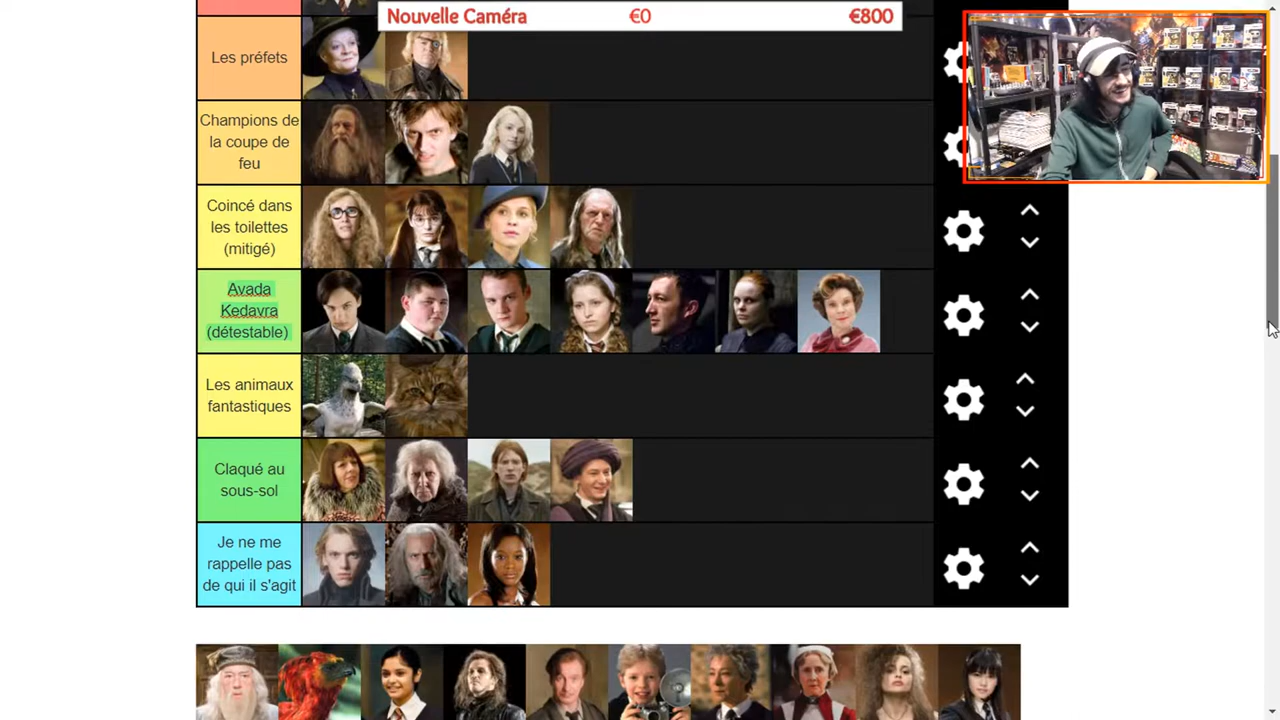 Nouvelle Caméra €0 €800
Les préfets
Champions de
la coupe de
feu
Coincé dans
les toilettes
(mitigé)
Avada
Kedavra
(détestable)
Les animaux
fantastiques
Claqué au
sous-sol
Je ne me
rappelle pas
de qui il s'agit